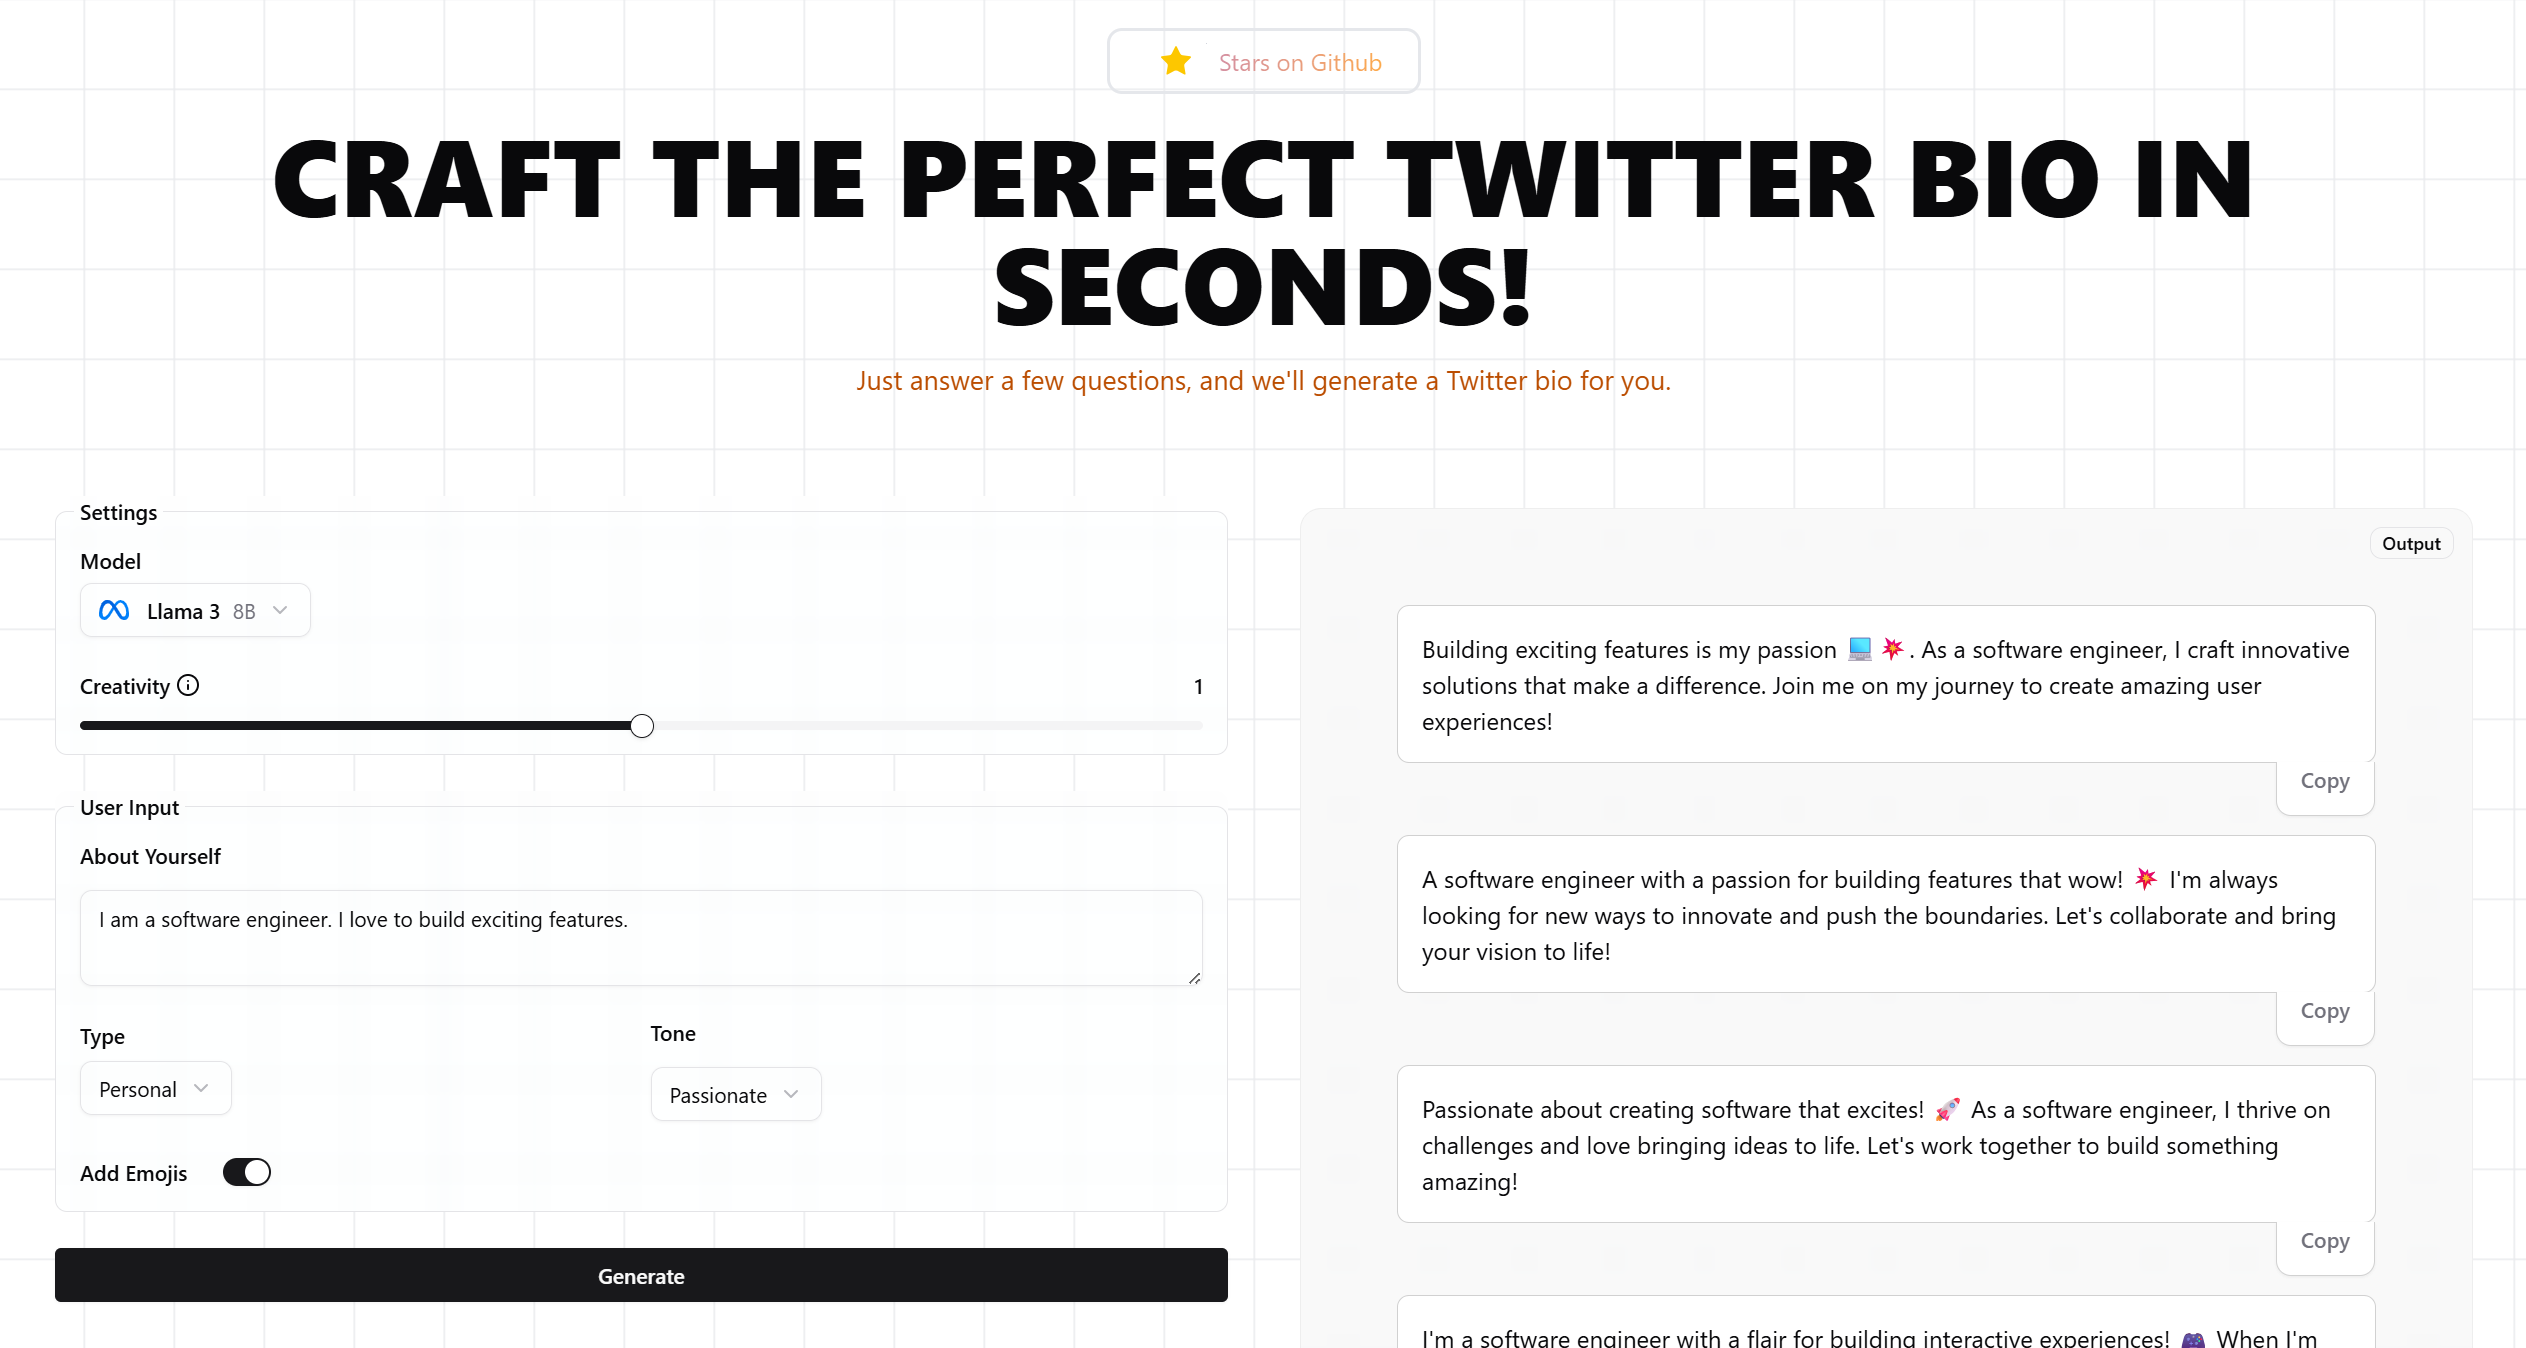 ⭐ Stars on Github
CRAFT THE PERFECT TWITTER BIO IN
SECONDS!
Just answer a few questions, and we'll generate a Twitter bio for you.
Settings
Model
Llama 3 8B
Creativity 1
User Input
About Yourself
I am a software engineer. I love to build exciting features.
Type
Personal
Tone
Passionate
Add Emojis
Generate
Output
Building exciting features is my passion 💻 💥. As a software engineer, I craft innovative
solutions that make a difference. Join me on my journey to create amazing user
experiences!
Copy
A software engineer with a passion for building features that wow! 💥 I'm always
looking for new ways to innovate and push the boundaries. Let's collaborate and bring
your vision to life!
Copy
Passionate about creating software that excites! 🚀 As a software engineer, I thrive on
challenges and love bringing ideas to life. Let's work together to build something
amazing!
Copy
I'm a software engineer with a flair for building interactive experiences! 🎮 When I'm